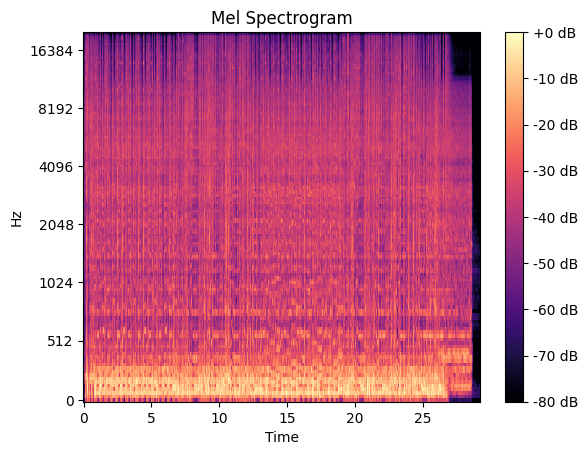 Mel Spectrogram
16384
8192
4096
2048
1024
512
0
Hz
0 5 10 15 20 25
Time
+0 dB
-10 dB
-20 dB
-30 dB
-40 dB
-50 dB
-60 dB
-70 dB
-80 dB